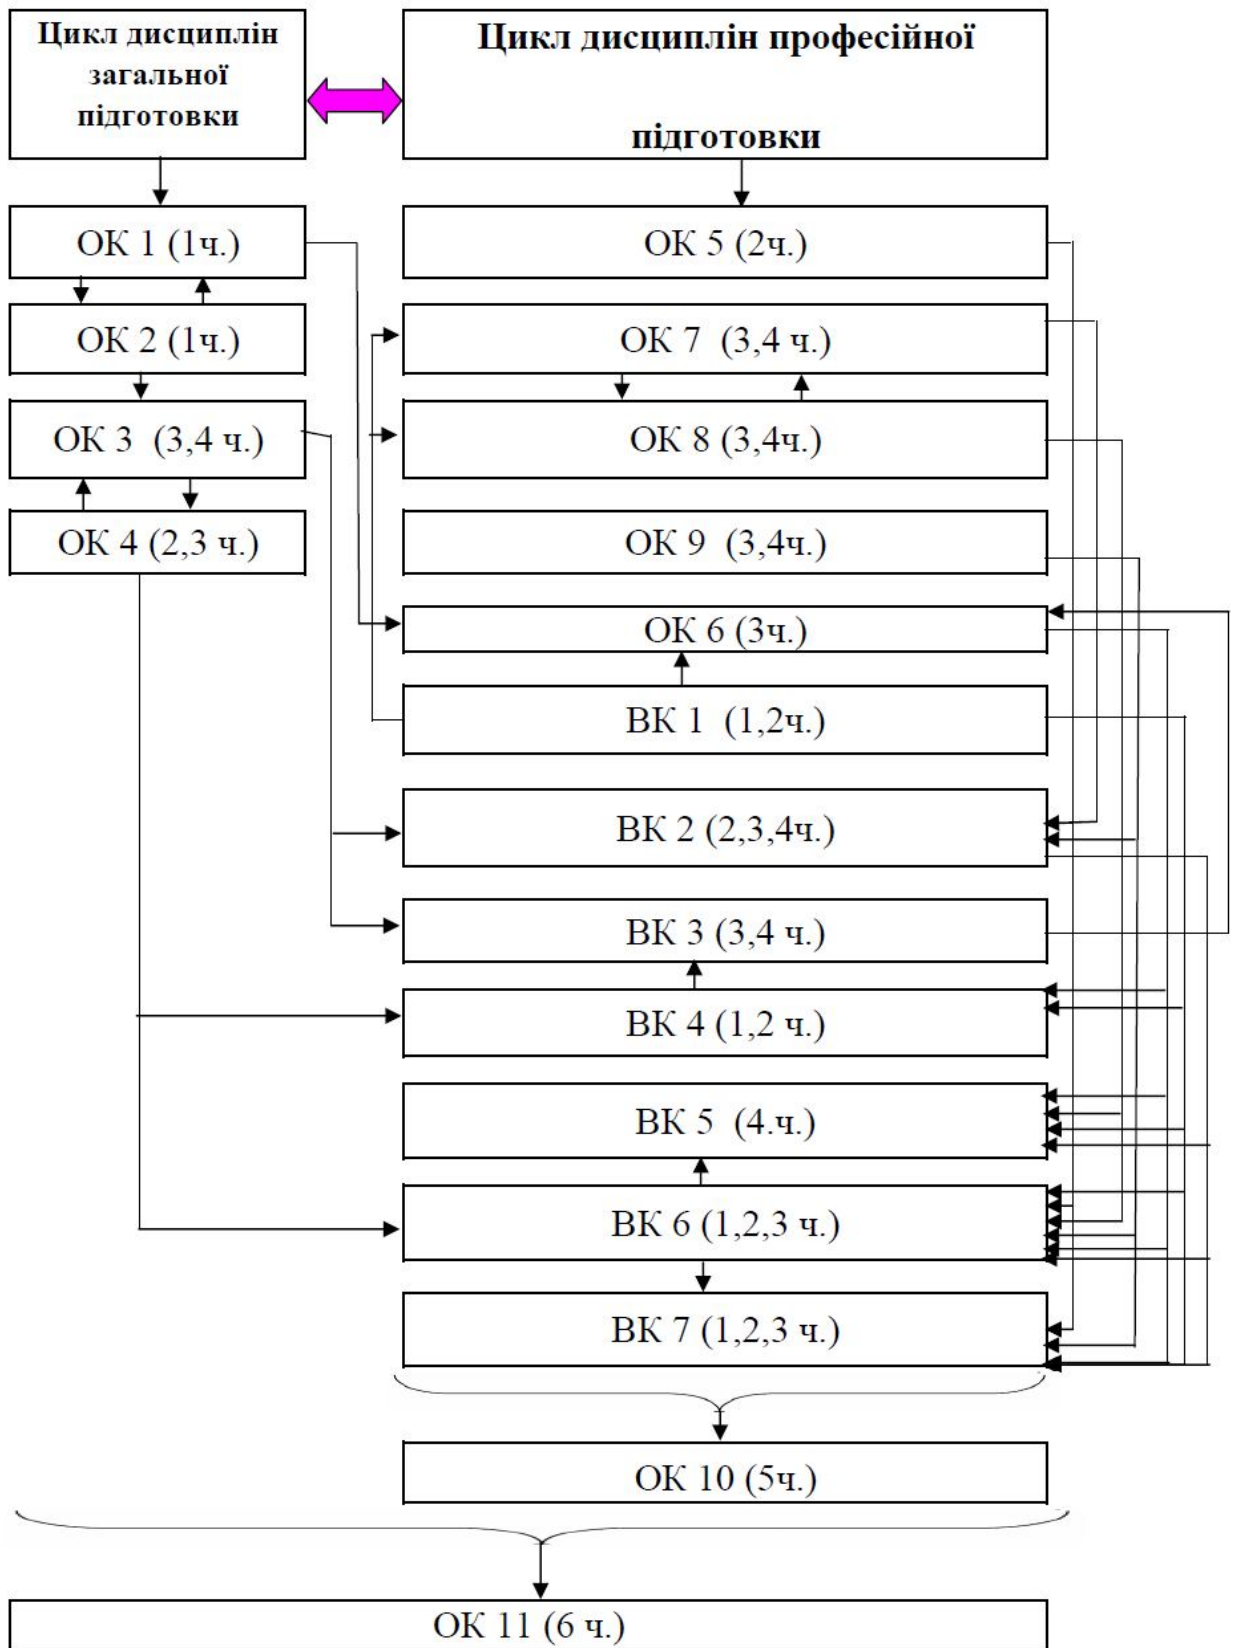 Цикл дисциплін
загальної
підготовки
Цикл дисциплін професійної
підготовки
ОК 1 (1ч.)
ОК 2 (1ч.)
ОК 3 (3,4 ч.)
ОК 4 (2,3 ч.)
ОК 5 (2ч.)
ОК 7 (3,4 ч.)
ОК 8 (3,4ч.)
ОК 9 (3,4ч.)
ОК 6 (3ч.)
ВК 1 (1,2ч.)
ВК 2 (2,3,4ч.)
ВК 3 (3,4 ч.)
ВК 4 (1,2 ч.)
ВК 5 (4.ч.)
ВК 6 (1,2,3 ч.)
ВК 7 (1,2,3 ч.)
ОК 10 (5ч.)
ОК 11 (6 ч.)